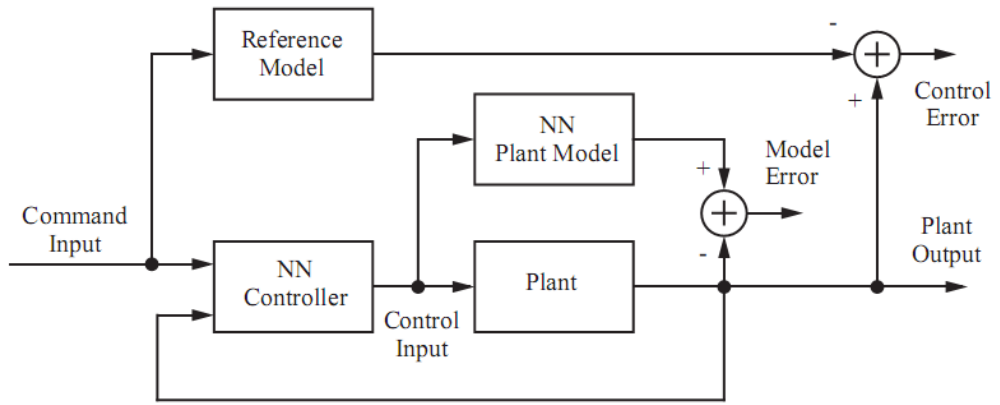 -
Reference
Model
+
Control
Error
NN
Plant Model
+
Model
Error
Command
Input
Plant
Output
NN
Controller
-
Plant
Control
Input